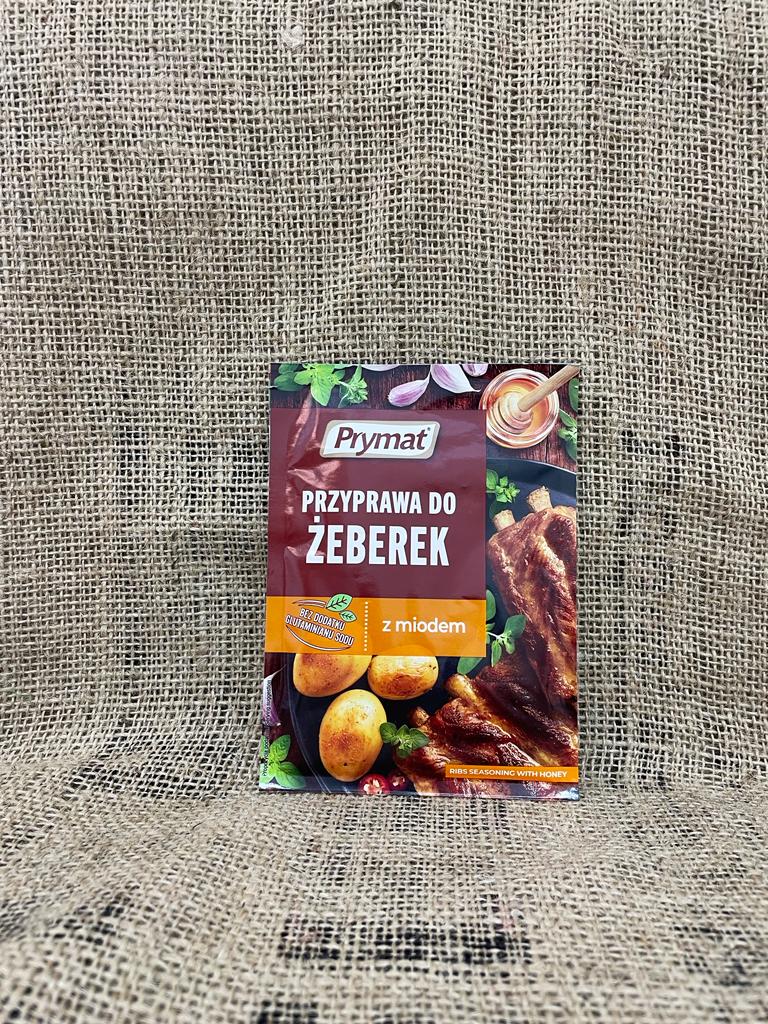 Prymat
PRZYPRAWA DO
ŻEBEREK
BEZ DODATKU
GLUTAMINIANU SODU
z miodem
RIBS SEASONING WITH HONEY